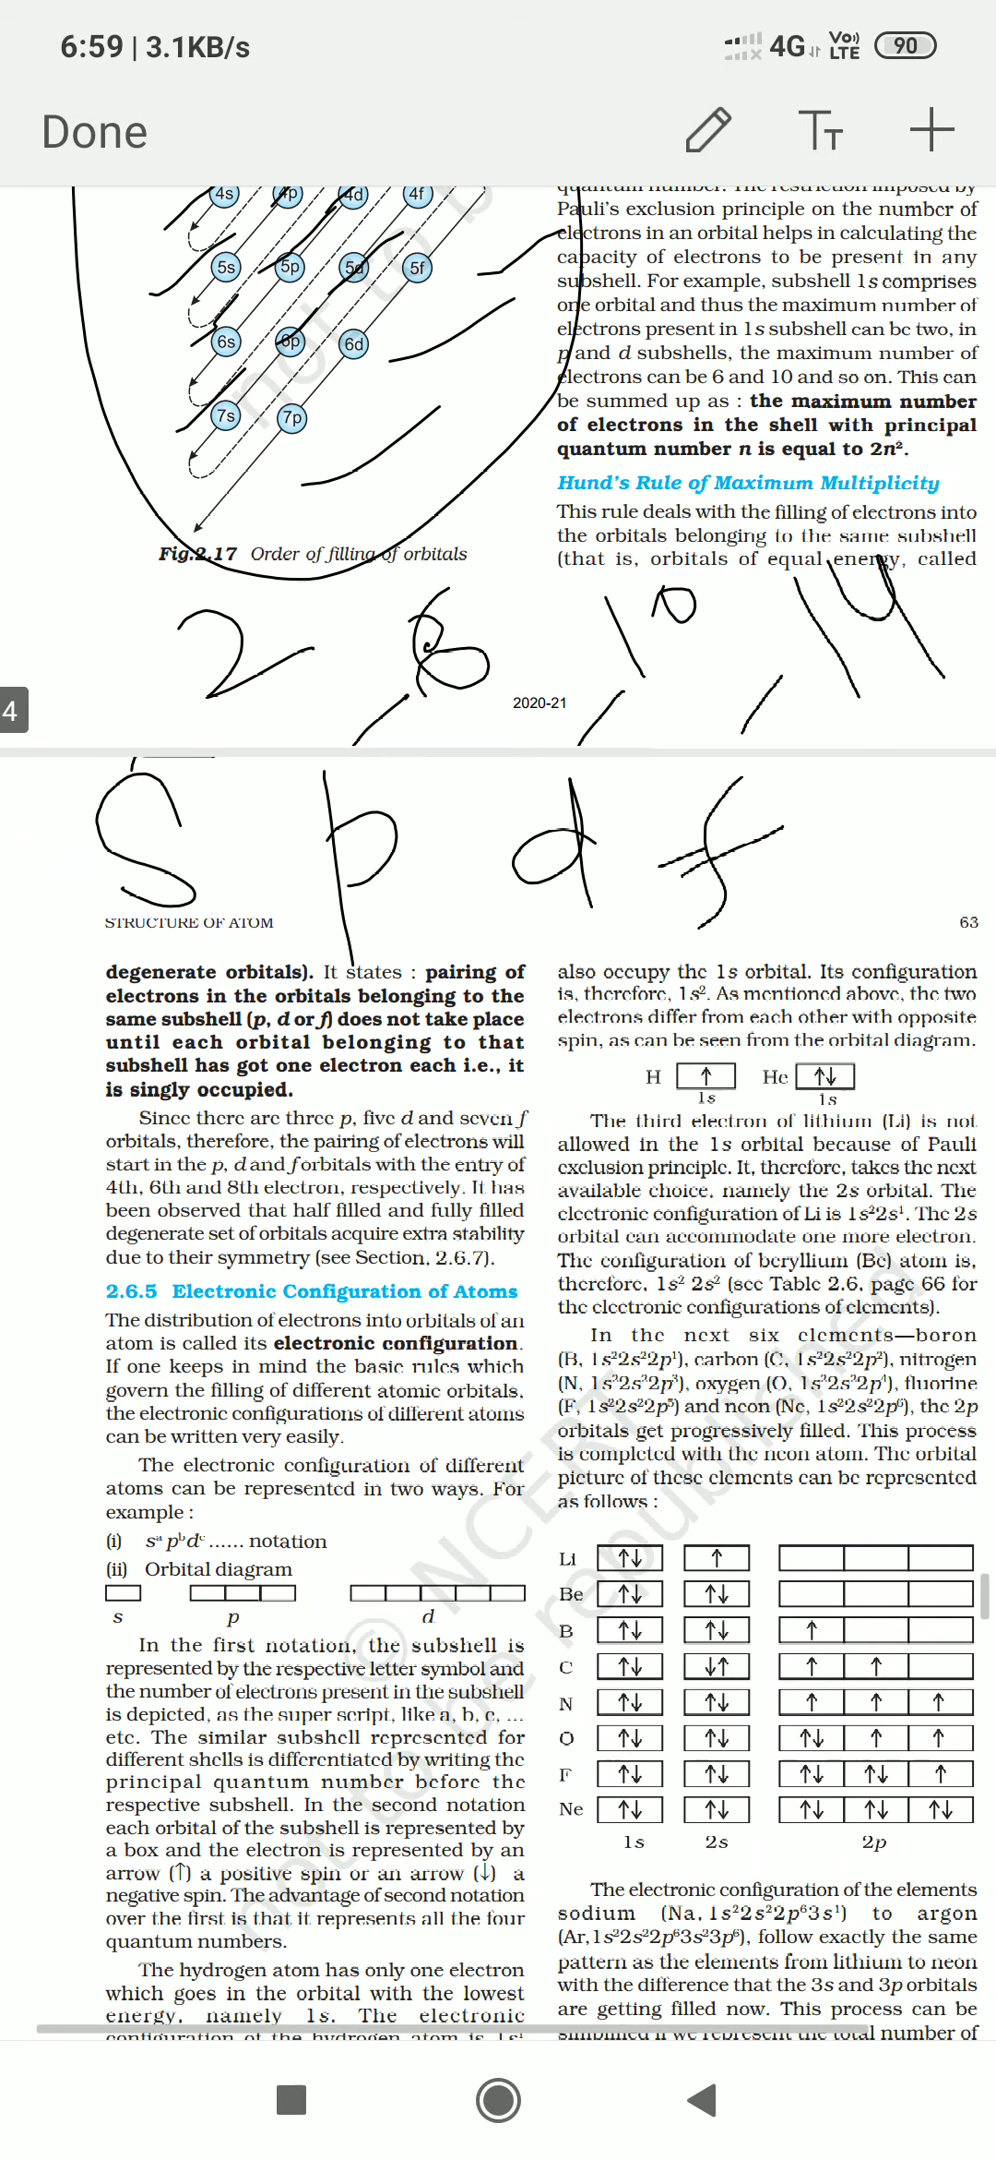 6:59 | 3.1KB/s
4G Vo)) LTE 90
Done
TT +
4s 4p 4d 4f
5s 5p 5d 5f
6s 6p 6d
7s 7p
Fig.2.17 Order of filling of orbitals
quantum number. The restriction imposed by
Pauli's exclusion principle on the number of
electrons in an orbital helps in calculating the
capacity of electrons to be present in any
subshell. For example, subshell 1s comprises
one orbital and thus the maximum number of
electrons present in 1s subshell can be two, in
p and d subshells, the maximum number of
electrons can be 6 and 10 and so on. This can
be summed up as : the maximum number
of electrons in the shell with principal
quantum number n is equal to 2n².
Hund's Rule of Maximum Multiplicity
This rule deals with the filling of electrons into
the orbitals belonging to the same subshell
(that is, orbitals of equal energy, called
2, 6, 10, 14
2020-21
4
s p d f
STRUCTURE OF ATOM
63
degenerate orbitals). It states : pairing of
electrons in the orbitals belonging to the
same subshell (p, d or f) does not take place
until each orbital belonging to that
subshell has got one electron each i.e., it
is singly occupied.
Since there are three p, five d and seven f
orbitals, therefore, the pairing of electrons will
start in the p, d and f orbitals with the entry of
4th, 6th and 8th electron, respectively. It has
been observed that half filled and fully filled
degenerate set of orbitals acquire extra stability
due to their symmetry (see Section, 2.6.7).
2.6.5 Electronic Configuration of Atoms
The distribution of electrons into orbitals of an
atom is called its electronic configuration.
If one keeps in mind the basic rules which
govern the filling of different atomic orbitals,
the electronic configurations of different atoms
can be written very easily.
The electronic configuration of different
atoms can be represented in two ways. For
example :
(i) sᵃ pᵇdᶜ ...... notation
(ii) Orbital diagram
s p d
In the first notation, the subshell is
represented by the respective letter symbol and
the number of electrons present in the subshell
is depicted, as the super script, like a, b, c, ...
etc. The similar subshell represented for
different shells is differentiated by writing the
principal quantum number before the
respective subshell. In the second notation
each orbital of the subshell is represented by
a box and the electron is represented by an
arrow (↑) a positive spin or an arrow (↓) a
negative spin. The advantage of second notation
over the first is that it represents all the four
quantum numbers.
The hydrogen atom has only one electron
which goes in the orbital with the lowest
energy, namely 1s. The electronic
configuration of the hydrogen atom is 1s¹
also occupy the 1s orbital. Its configuration
is, therefore, 1s². As mentioned above, the two
electrons differ from each other with opposite
spin, as can be seen from the orbital diagram.
H ↑ He ↑↓
1s 1s
The third electron of lithium (Li) is not
allowed in the 1s orbital because of Pauli
exclusion principle. It, therefore, takes the next
available choice, namely the 2s orbital. The
electronic configuration of Li is 1s²2s¹. The 2s
orbital can accommodate one more electron.
The configuration of beryllium (Be) atom is,
therefore, 1s² 2s² (see Table 2.6, page 66 for
the electronic configurations of elements).
In the next six elements—boron
(B, 1s²2s²2p¹), carbon (C, 1s²2s²2p²), nitrogen
(N, 1s²2s²2p³), oxygen (O, 1s²2s²2p⁴), fluorine
(F, 1s²2s²2p⁵) and neon (Ne, 1s²2s²2p⁶), the 2p
orbitals get progressively filled. This process
is completed with the neon atom. The orbital
picture of these elements can be represented
as follows :
Li ↑↓ ↑
Be ↑↓ ↑↓
B ↑↓ ↑↓ ↑
C ↑↓ ↓↑ ↑ ↑
N ↑↓ ↑↓ ↑ ↑ ↑
O ↑↓ ↑↓ ↑↓ ↑ ↑
F ↑↓ ↑↓ ↑↓ ↑↓ ↑
Ne ↑↓ ↑↓ ↑↓ ↑↓ ↑↓
1s 2s 2p
The electronic configuration of the elements
sodium (Na, 1s²2s²2p⁶3s¹) to argon
(Ar,1s²2s²2p⁶3s²3p⁶), follow exactly the same
pattern as the elements from lithium to neon
with the difference that the 3s and 3p orbitals
are getting filled now. This process can be
simplified if we represent the total number of
© NCERT
not to be republished